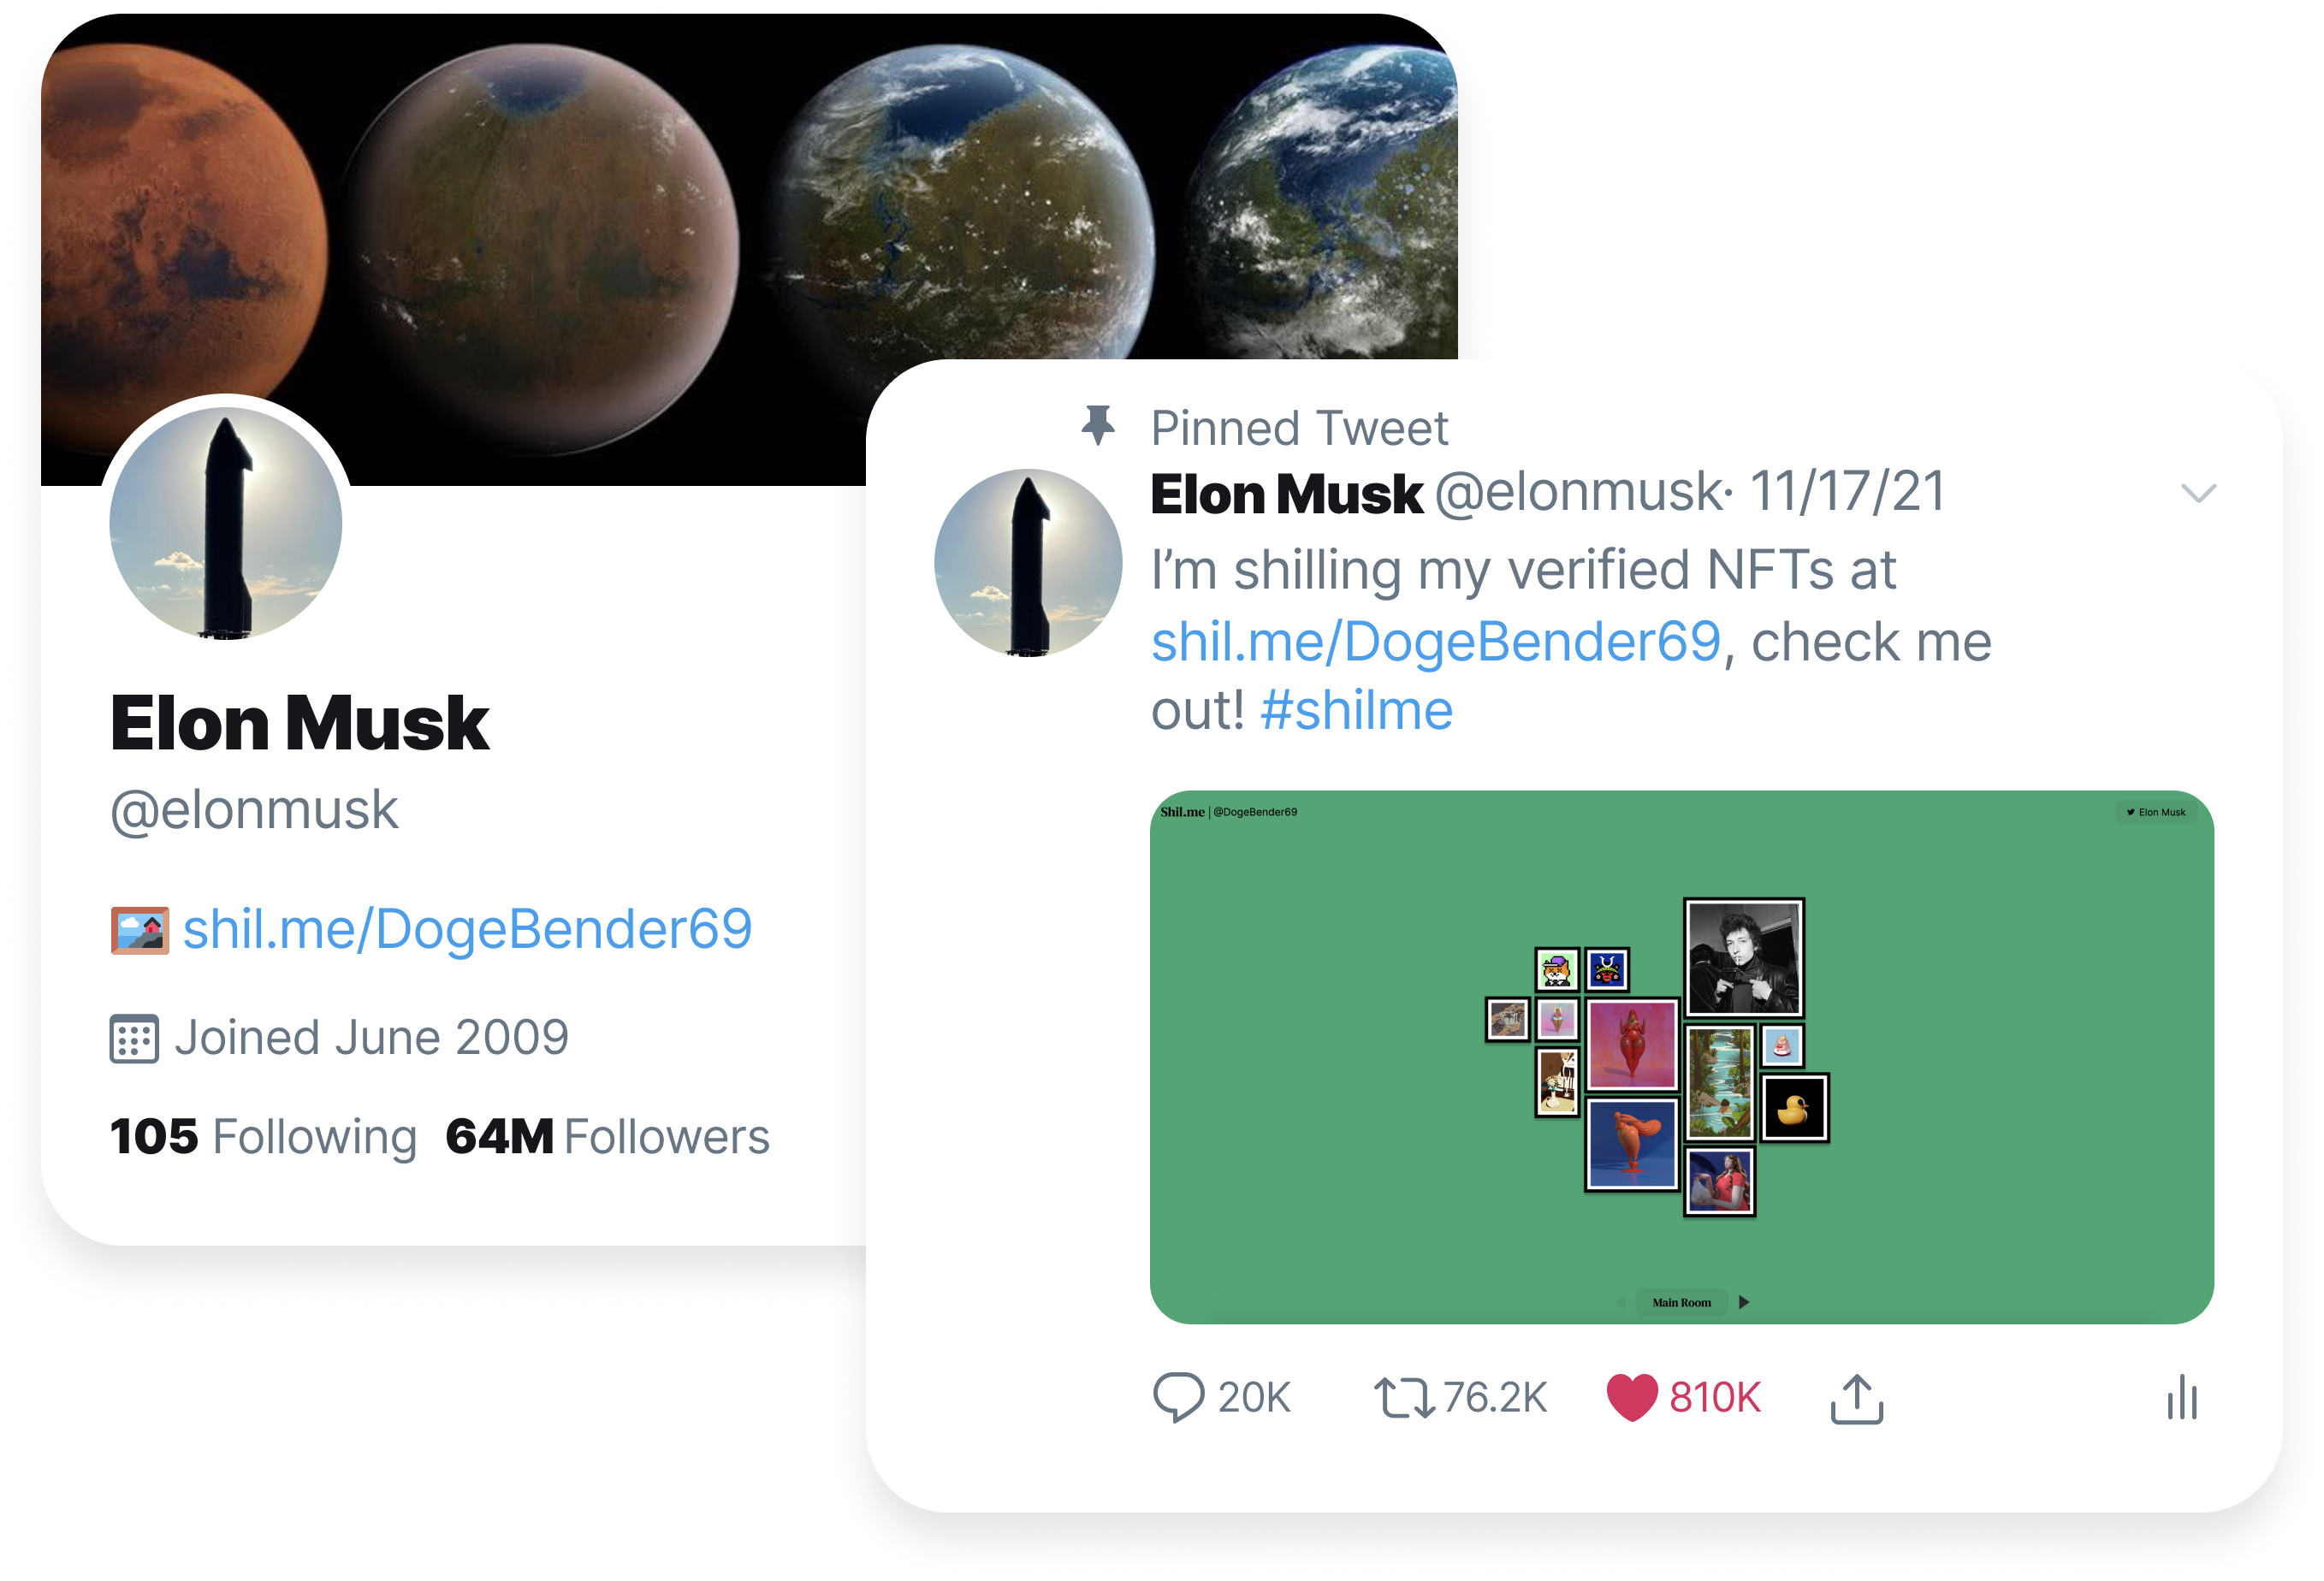 Elon Musk
@elonmusk
shil.me/DogeBender69
Joined June 2009
105 Following 64M Followers
Pinned Tweet
Elon Musk @elonmusk· 11/17/21
I’m shilling my verified NFTs at
shil.me/DogeBender69, check me
out! #shilme
Shil.me | @DogeBender69
Elon Musk
Main Room
20K 76.2K 810K